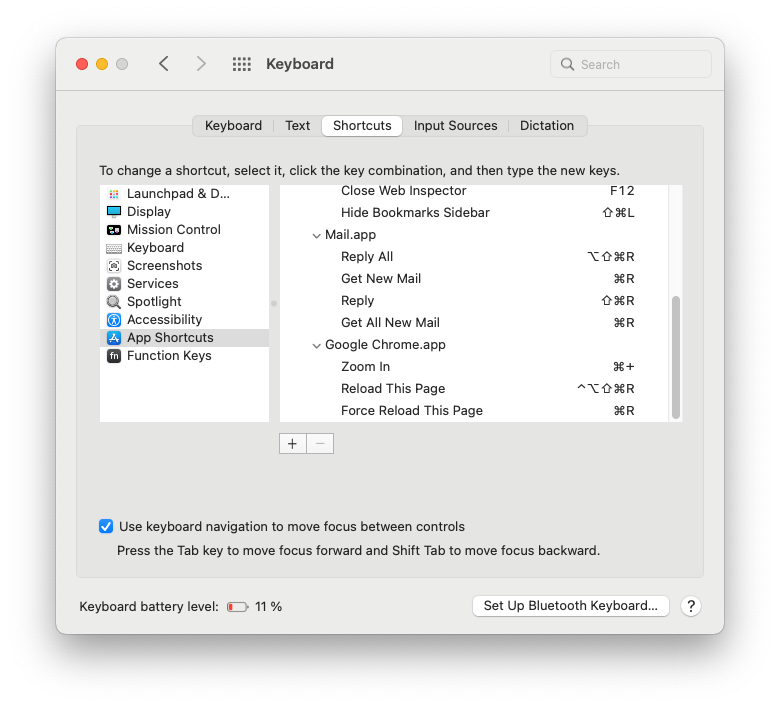 Keyboard
Search
Keyboard Text Shortcuts Input Sources Dictation
To change a shortcut, select it, click the key combination, and then type the new keys.
Launchpad & D...
Display
Mission Control
Keyboard
Screenshots
Services
Spotlight
Accessibility
App Shortcuts
fn Function Keys
Close Web Inspector F12
Hide Bookmarks Sidebar ⇧⌘L
Mail.app
Reply All ⌥⇧⌘R
Get New Mail ⌘R
Reply ⇧⌘R
Get All New Mail ⌘R
Google Chrome.app
Zoom In ⌘+
Reload This Page ^⌥⇧⌘R
Force Reload This Page ⌘R
+ −
Use keyboard navigation to move focus between controls
Press the Tab key to move focus forward and Shift Tab to move focus backward.
Keyboard battery level: 11 %
Set Up Bluetooth Keyboard... ?